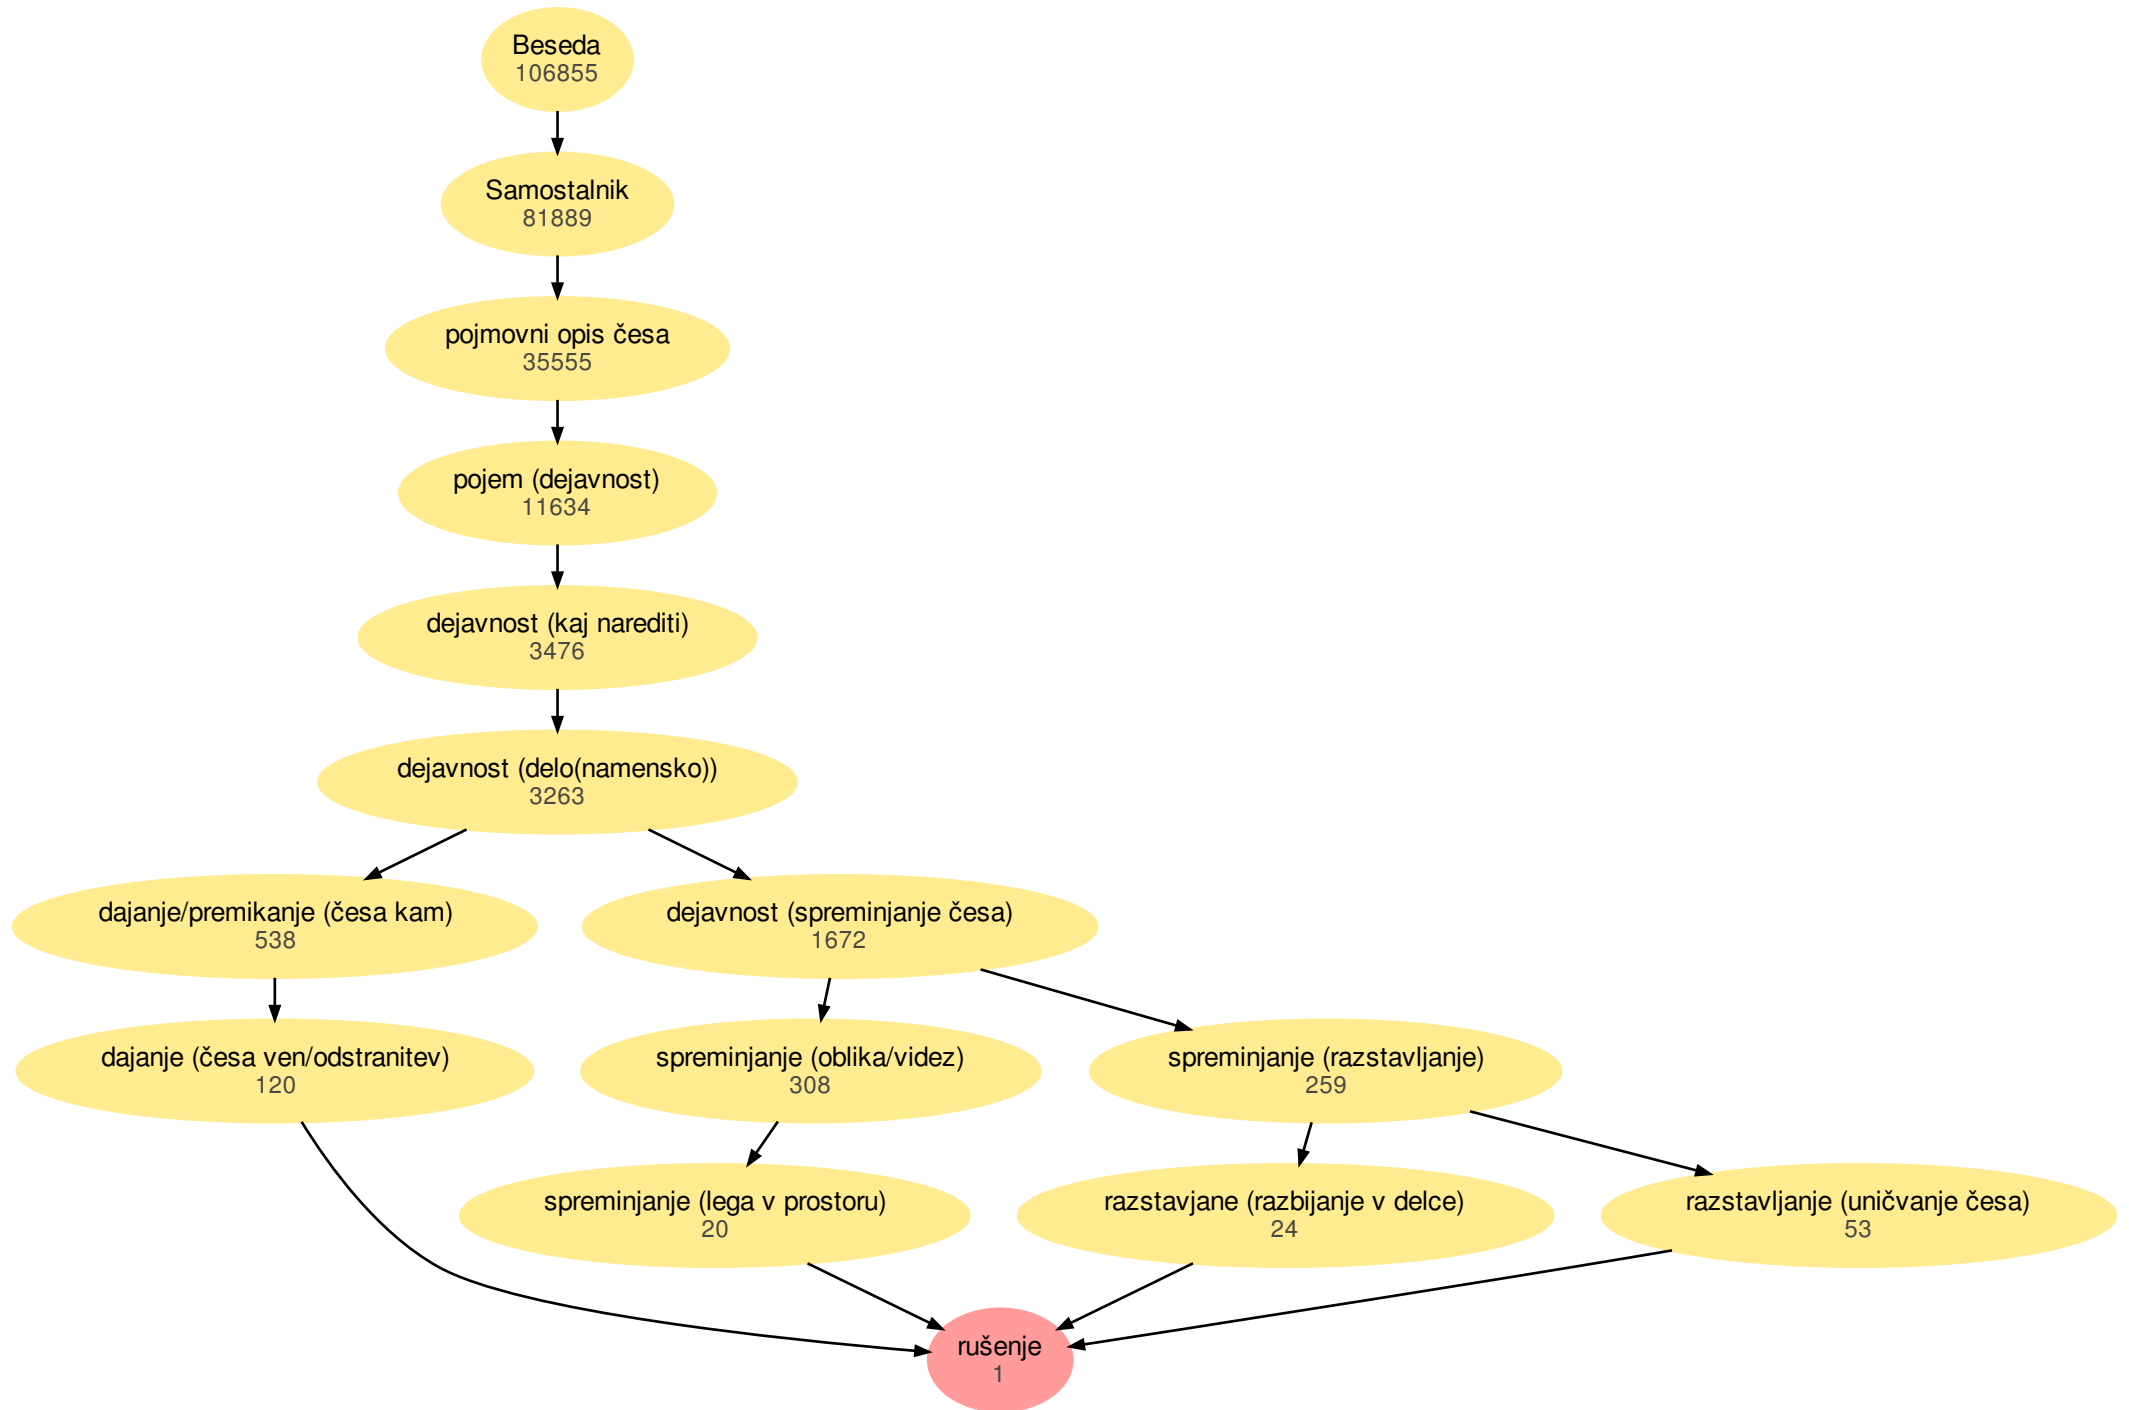 Beseda
106855
Samostalnik
81889
pojmovni opis česa
35555
pojem (dejavnost)
11634
dejavnost (kaj narediti)
3476
dejavnost (delo(namensko))
3263
dajanje/premikanje (česa kam)
538
dejavnost (spreminjanje česa)
1672
dajanje (česa ven/odstranitev)
120
spreminjanje (oblika/videz)
308
spreminjanje (razstavljanje)
259
spreminjanje (lega v prostoru)
20
razstavjane (razbijanje v delce)
24
razstavljanje (uničvanje česa)
53
rušenje
1